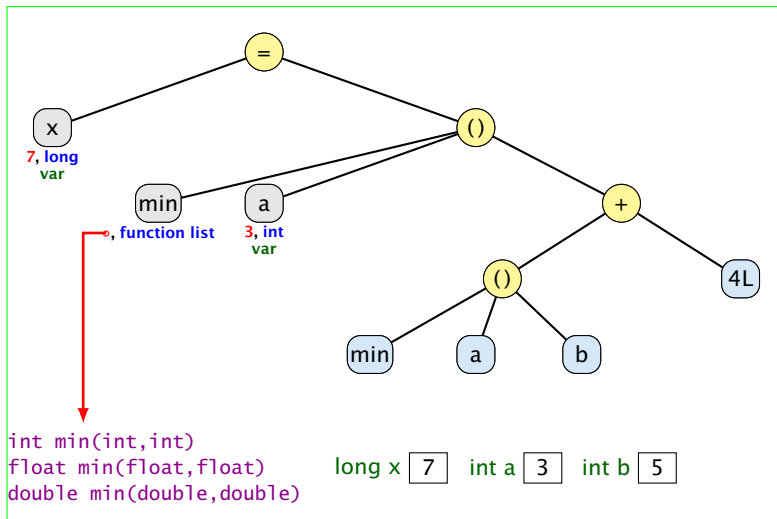 =
x
7, long
var
()
min
, function list
a
3, int
var
+
()
4L
min
a
b
int min(int,int)
float min(float,float)
double min(double,double)
long x 7 int a 3 int b 5